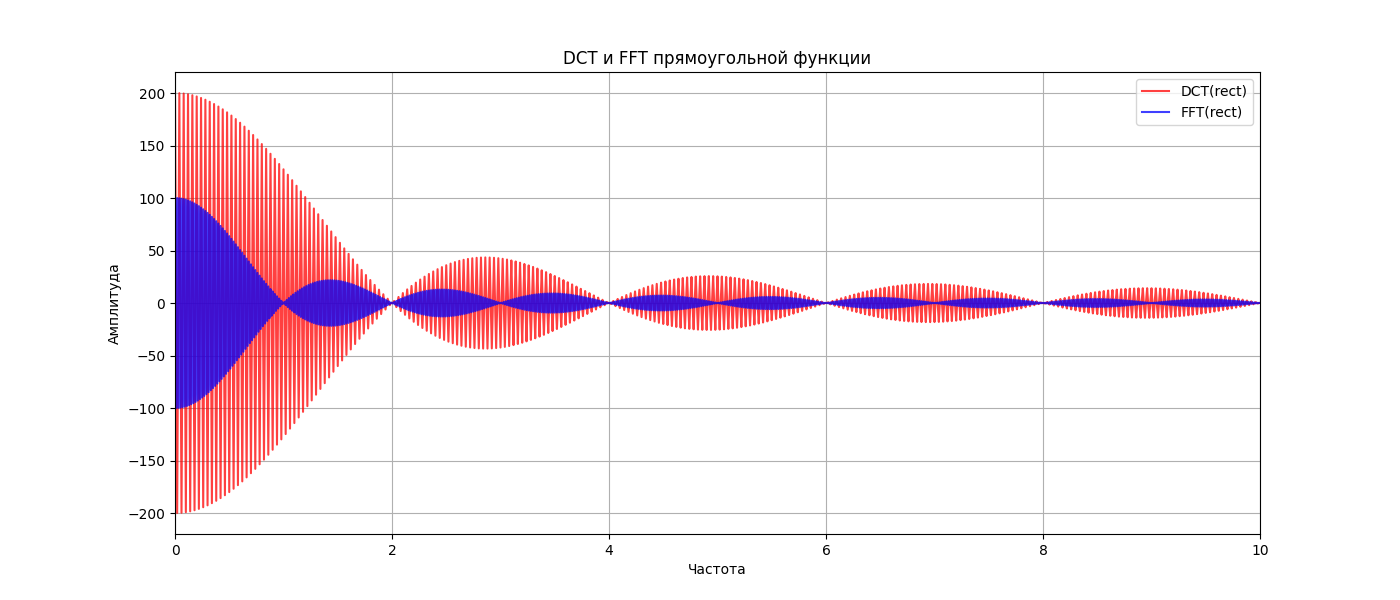 DCT и FFT прямоугольной функции
DCT(rect)
FFT(rect)
Амплитуда
200
150
100
50
0
−50
−100
−150
−200
0 2 4 6 8 10
Частота